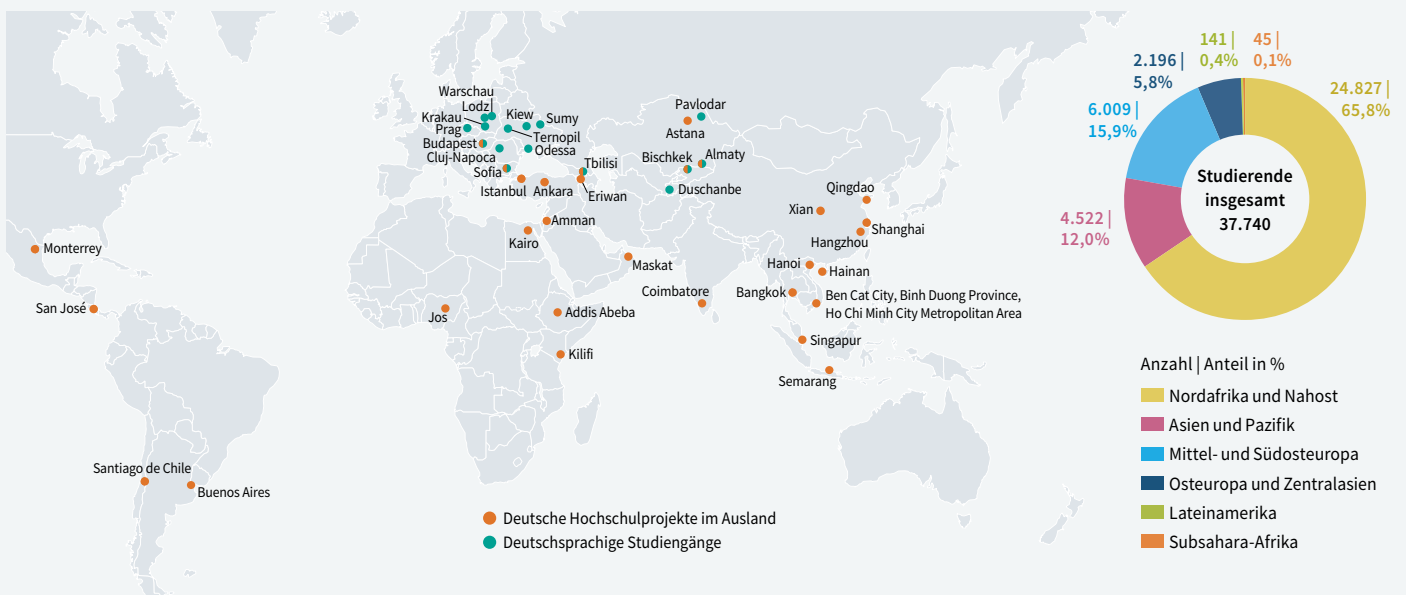 Warschau
Lodz
Krakau
Prag
Budapest
Cluj-Napoca
Sofia
Kiew
Sumy
Ternopil
Odessa
Istanbul
Ankara
Tbilisi
Eriwan
Pavlodar
Astana
Bischkek
Almaty
Duschanbe
Amman
Kairo
Maskat
Qingdao
Xian
Shanghai
Hangzhou
Hanoi
Hainan
Coimbatore
Bangkok
Ben Cat City, Binh Duong Province,
Ho Chi Minh City Metropolitan Area
Singapur
Semarang
Monterrey
San José
Jos
Addis Abeba
Kilifi
Santiago de Chile
Buenos Aires
Deutsche Hochschulprojekte im Ausland
Deutschsprachige Studiengänge
141 |
0,4%
45 |
0,1%
2.196 |
5,8%
24.827 |
65,8%
6.009 |
15,9%
4.522 |
12,0%
Studierende
insgesamt
37.740
Anzahl | Anteil in %
Nordafrika und Nahost
Asien und Pazifik
Mittel- und Südosteuropa
Osteuropa und Zentralasien
Lateinamerika
Subsahara-Afrika